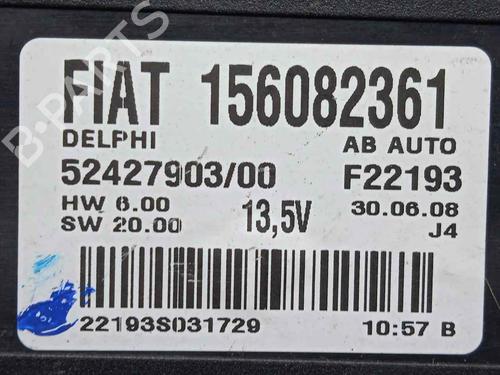 FIAT 156082361
DELPHI AB AUTO
52427903/00 F22193
HW 6.00 13,5V 30.06.08
SW 20.00 J4
22193S031729 10:57 B
B-PARTS